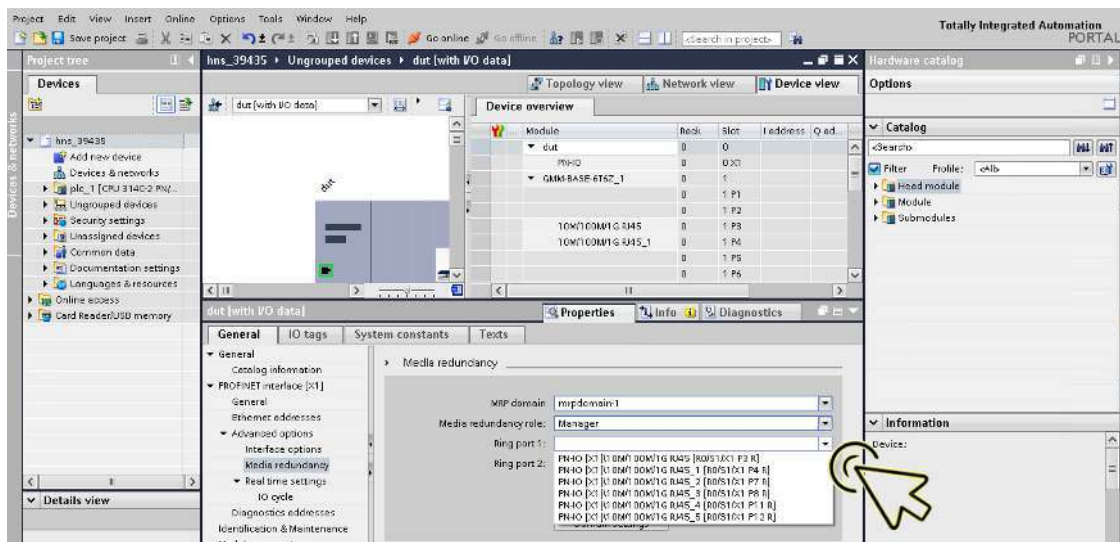 Project Edit View Insert Online Options Tools Window Help
Totally Integrated Automation
PORTAL
Save project Go online Go offline <Search in project>
Project tree
hns_39435 Ungrouped devices dut [with I/O data]
Hardware catalog
Devices
Topology view Network view Device view
Options
dut [with I/O data]
Device overview
Module Rack Slot I address Q ad...
dut 0 0
PN-IO 0 0 X1
GMM-BASE-6T6Z_1 0 1
0 1 P1
0 1 P2
10M/100M/1G RJ45 0 1 P3
10M/100M/1G RJ45_1 0 1 P4
0 1 P5
0 1 P6
dut
Devices & networks
hns_39435
Add new device
Devices & networks
plc_1 [CPU 314C-2 PN/...
Ungrouped devices
Security settings
Unassigned devices
Common data
Documentation settings
Languages & resources
Online access
Card Reader/USB memory
Details view
Catalog
<Search>
Filter Profile: <All>
Head module
Module
Submodules
Information
Device:
dut [with I/O data]
Properties Info Diagnostics
General IO tags System constants Texts
General
Catalog information
PROFINET interface [X1]
General
Ethernet addresses
Advanced options
Interface options
Media redundancy
Real time settings
IO cycle
Diagnostics addresses
Identification & Maintenance
Media redundancy
MRP domain mrpdomain-1
Media redundancy role: Manager
Ring port 1:
Ring port 2:
PN-IO [X1]\10M/100M/1G RJ45 [R0/S1/X1 P3 R]
PN-IO [X1]\10M/100M/1G RJ45_1 [R0/S1/X1 P4 R]
PN-IO [X1]\10M/100M/1G RJ45_2 [R0/S1/X1 P7 R]
PN-IO [X1]\10M/100M/1G RJ45_3 [R0/S1/X1 P8 R]
PN-IO [X1]\10M/100M/1G RJ45_4 [R0/S1/X1 P11 R]
PN-IO [X1]\10M/100M/1G RJ45_5 [R0/S1/X1 P12 R]